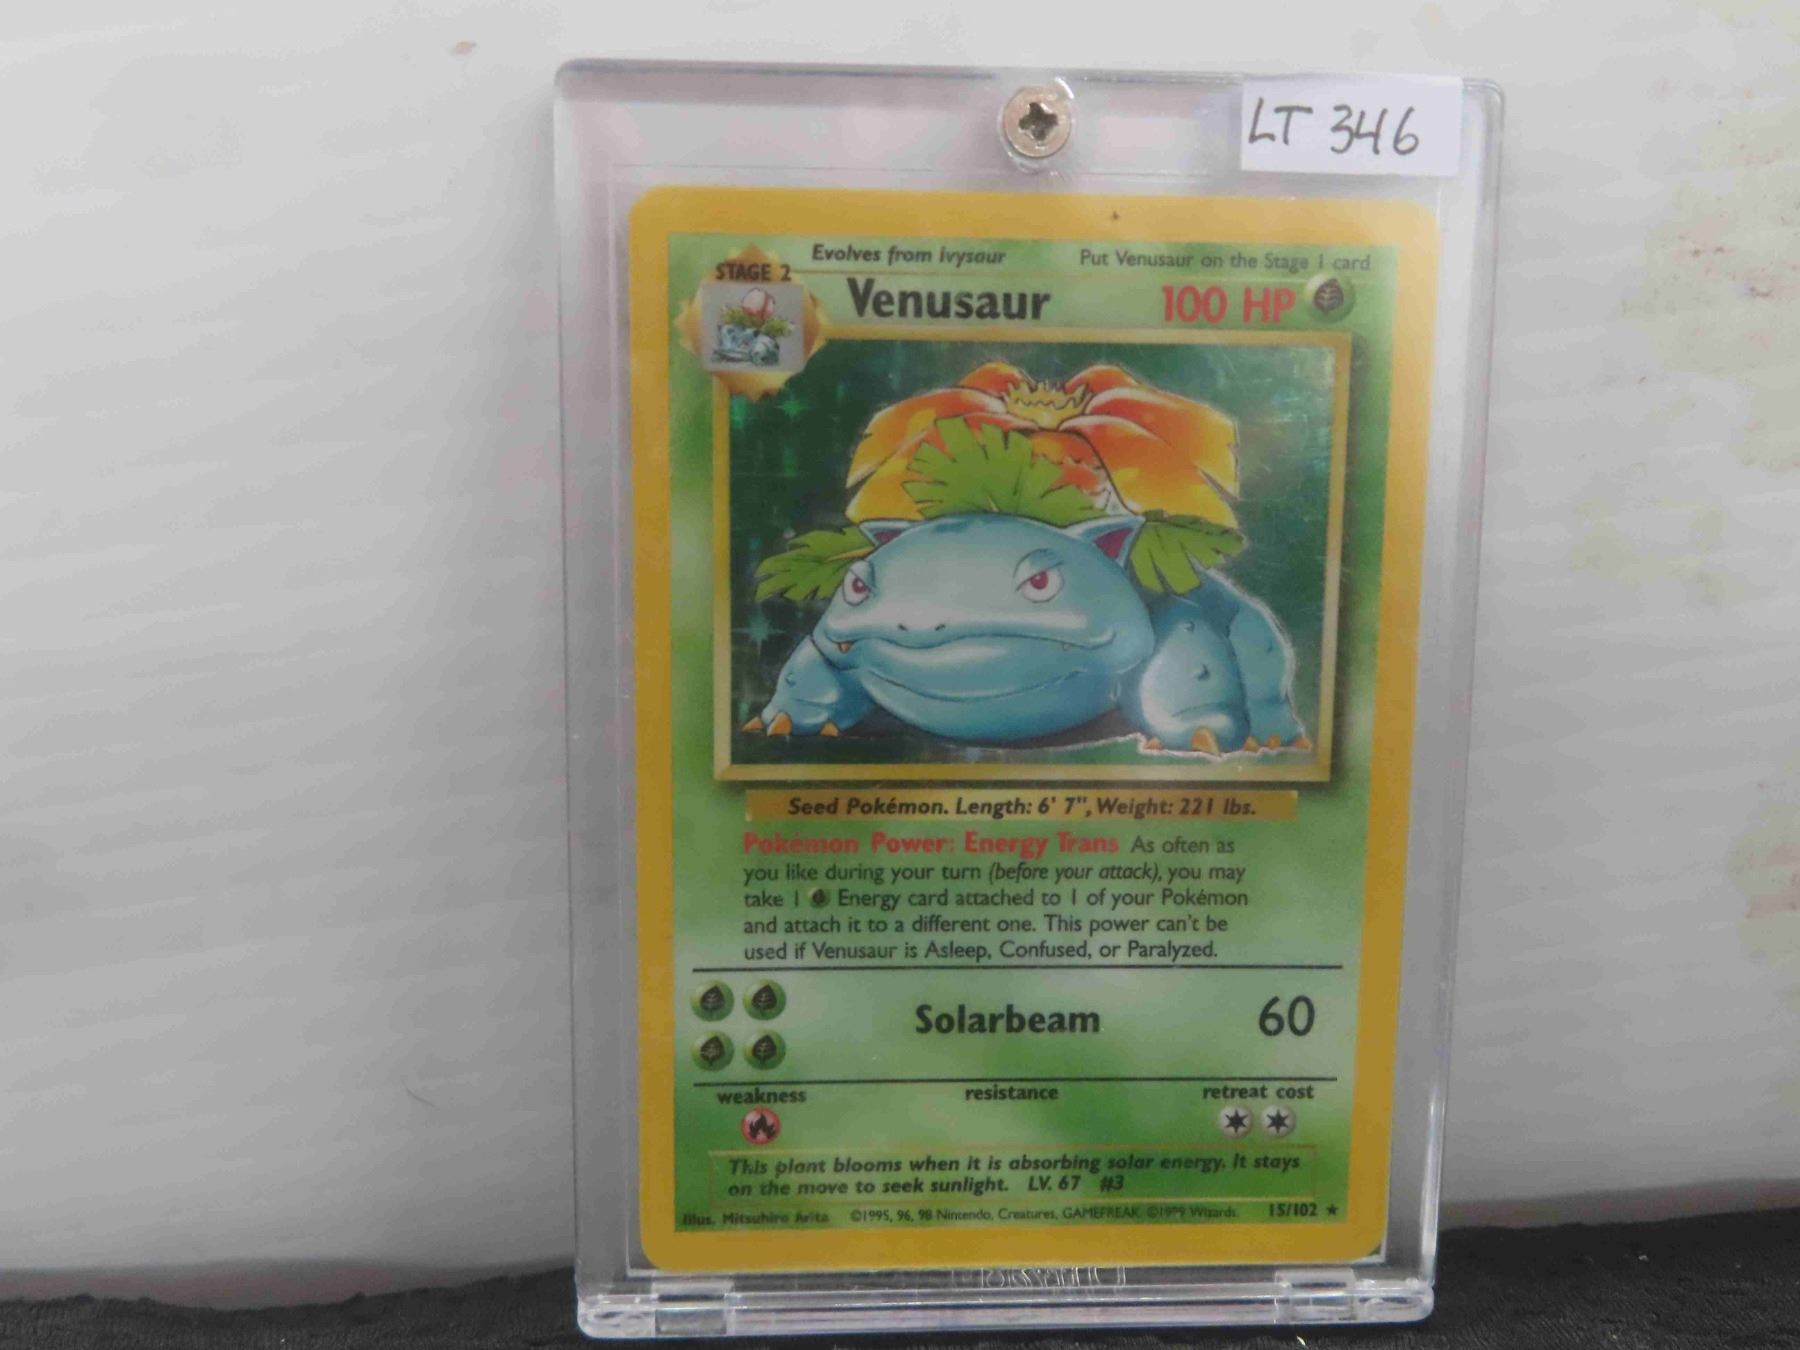 LT 346
Evolves from Ivysaur Put Venusaur on the Stage 1 card
STAGE 2
Venusaur 100 HP
Seed Pokémon. Length: 6' 7", Weight: 221 lbs.
Pokémon Power: Energy Trans As often as
you like during your turn (before your attack), you may
take 1 Energy card attached to 1 of your Pokémon
and attach it to a different one. This power can't be
used if Venusaur is Asleep, Confused, or Paralyzed.
Solarbeam 60
weakness resistance retreat cost
This plant blooms when it is absorbing solar energy. It stays
on the move to seek sunlight. LV. 67 #3
Illus. Mitsuhiro Arita ©1995, 96, 98 Nintendo, Creatures, GAMEFREAK. ©1999 Wizards. 15/102 ★